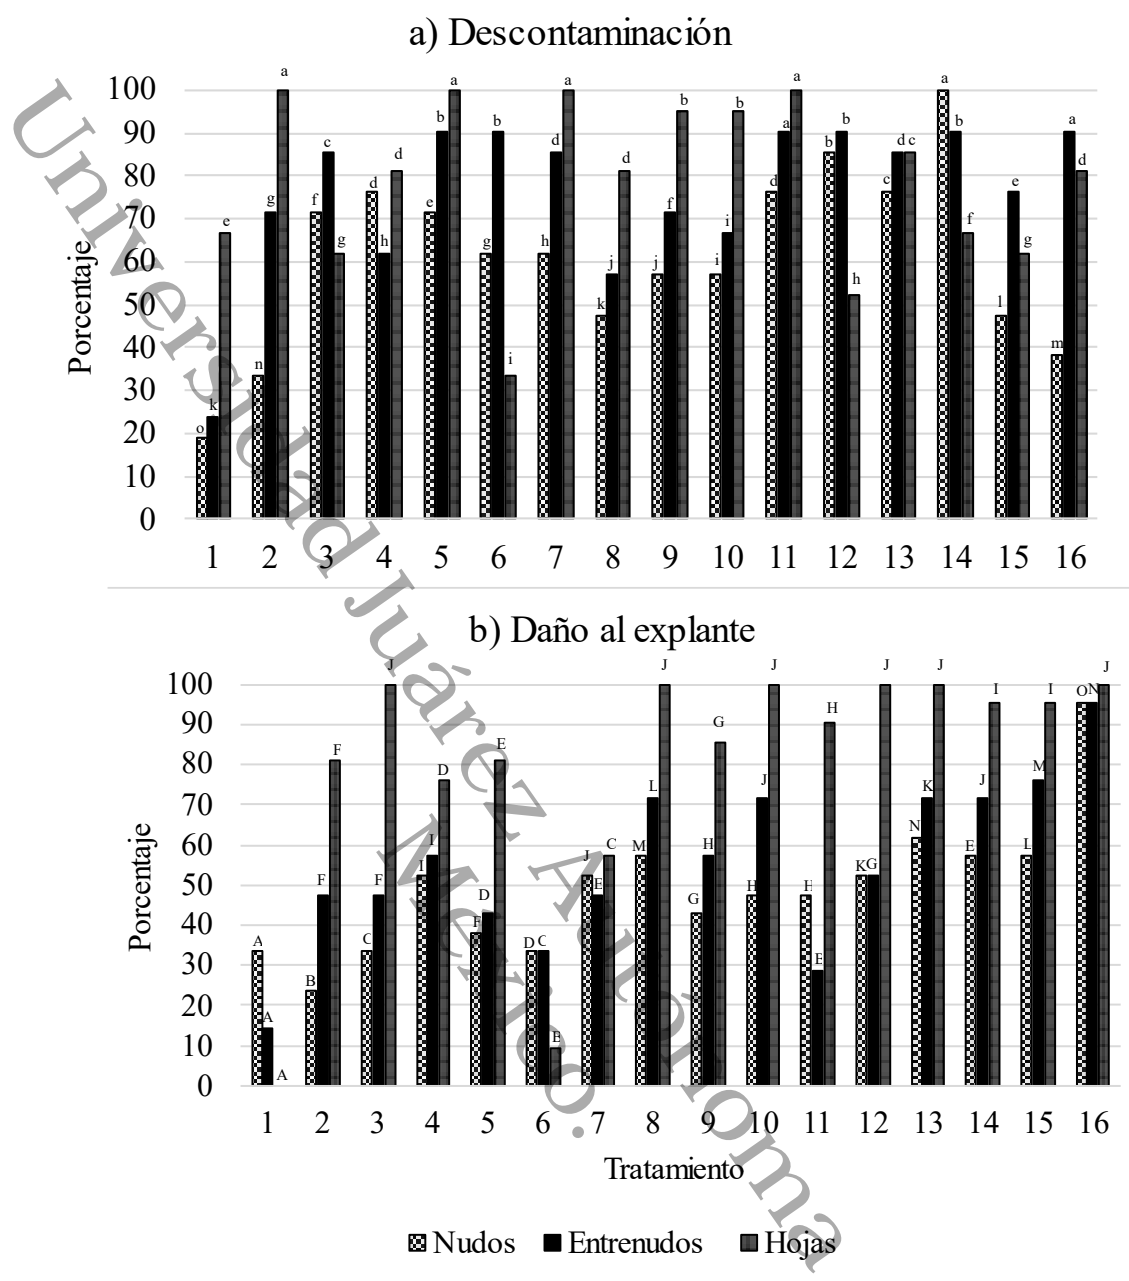 a) Descontaminación
100
90
80
70
60
50
40
30
20
10
0
Porcentaje
o k e
n g a
f c g
d h d
e b a
g b i
h d a
k j d
j f b
i i b
d a a
b b h
c d c
a b f
l e g
m a d
1 2 3 4 5 6 7 8 9 10 11 12 13 14 15 16
b) Daño al explante
100
90
80
70
60
50
40
30
20
10
0
Porcentaje
A A A
B F F
C F J
I I D
F D E
D C B
J E C
M L J
G H G
H J J
H B H
K G J
N K J
E J I
L M I
O N J
1 2 3 4 5 6 7 8 9 10 11 12 13 14 15 16
Tratamiento
Nudos Entrenudos Hojas
Universidad Juárez Autónoma
México.